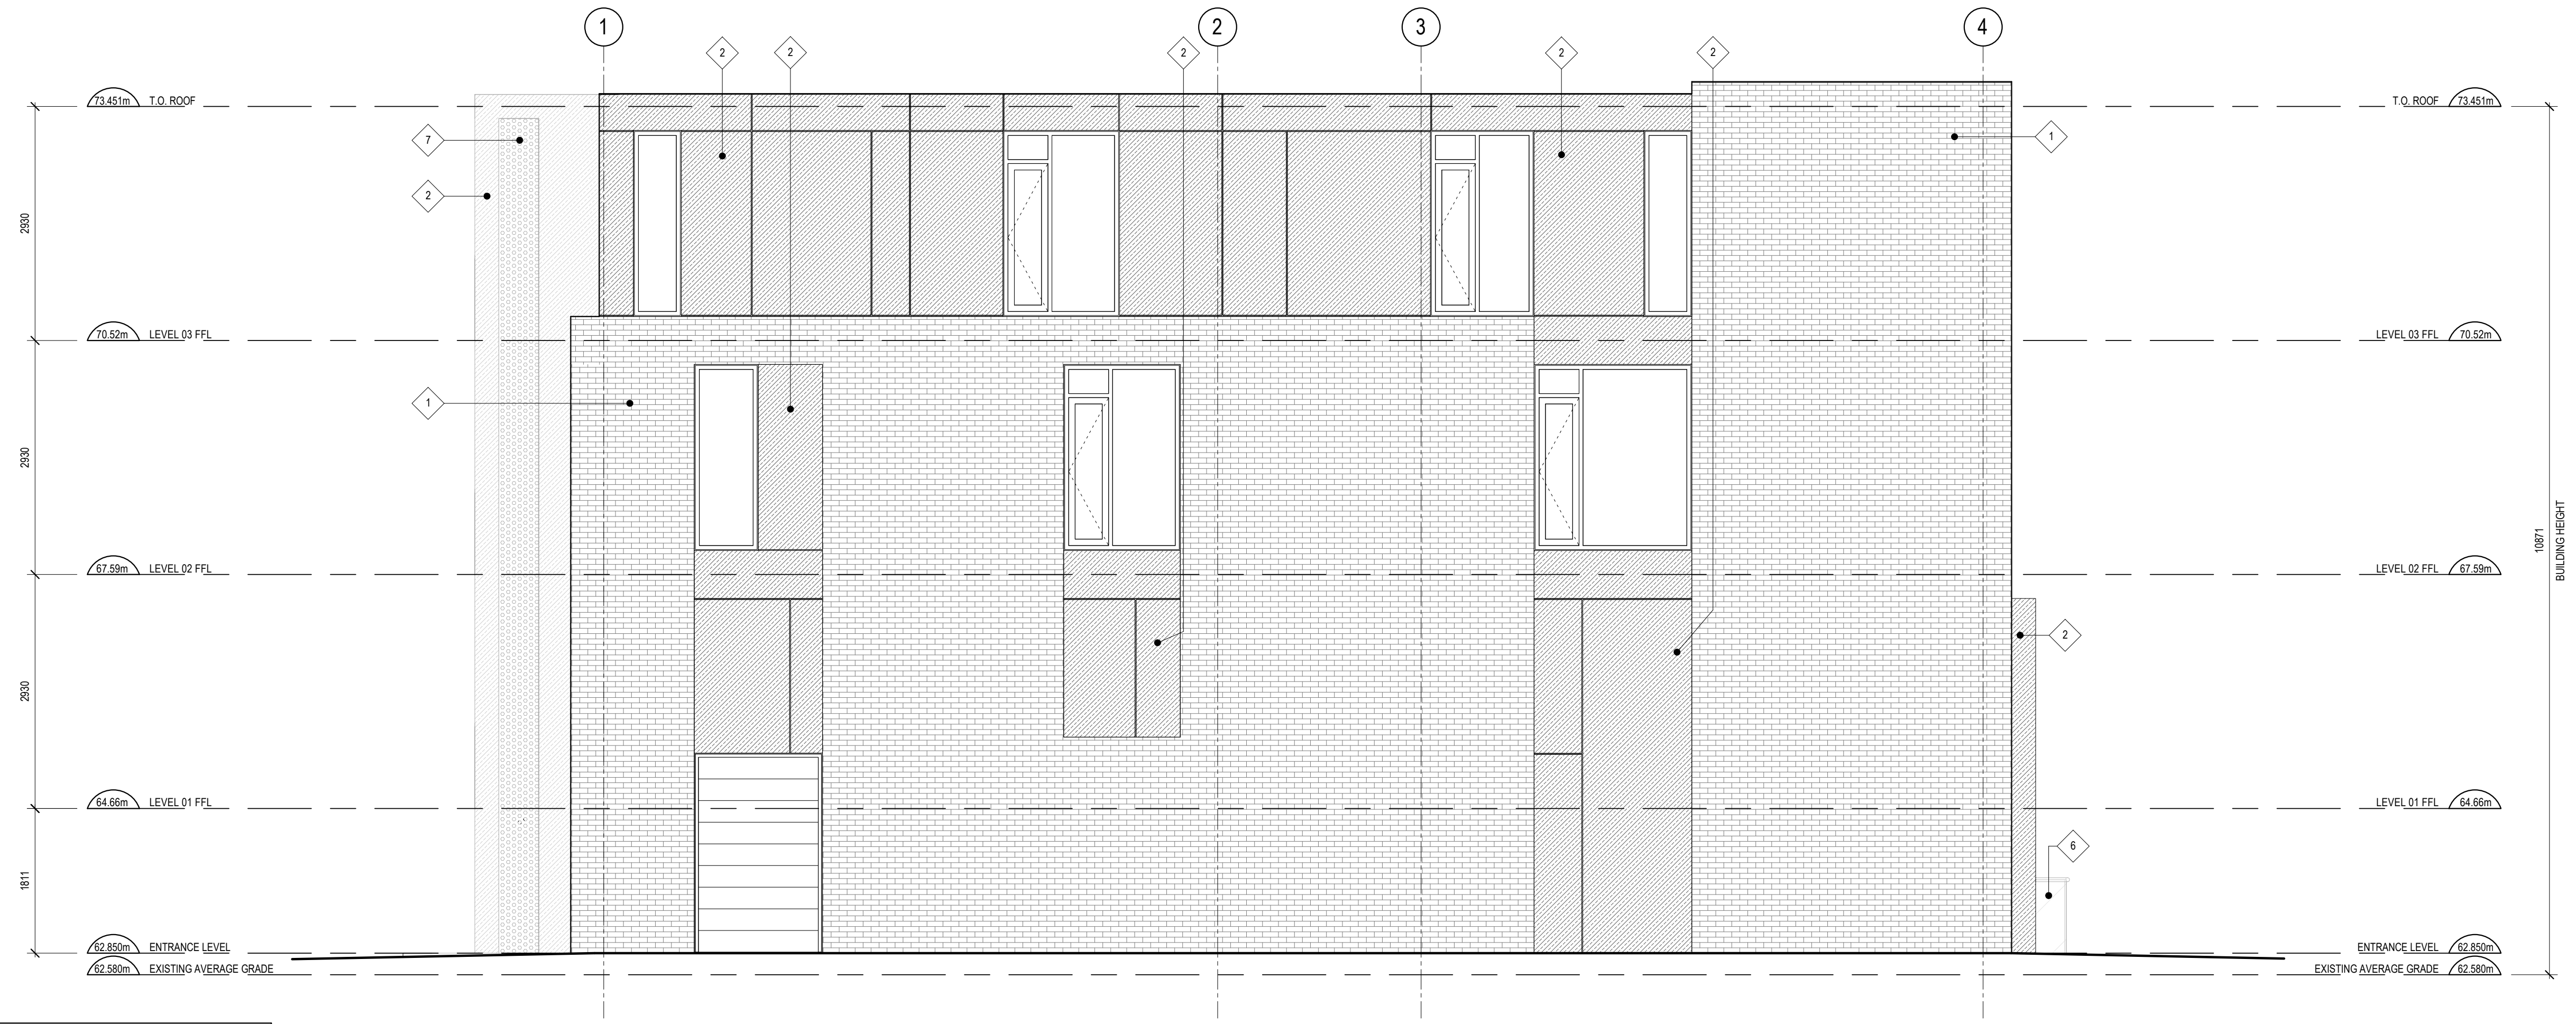 1 2 3 4
2 2 2 2 2
73.451m T.O. ROOF
T.O. ROOF 73.451m
7
1
2
2930
70.52m LEVEL 03 FFL
LEVEL 03 FFL 70.52m
1
2930
10871
BUILDING HEIGHT
67.59m LEVEL 02 FFL
LEVEL 02 FFL 67.59m
2
2930
64.66m LEVEL 01 FFL
LEVEL 01 FFL 64.66m
6
1811
62.850m ENTRANCE LEVEL
ENTRANCE LEVEL 62.850m
62.580m EXISTING AVERAGE GRADE
EXISTING AVERAGE GRADE 62.580m